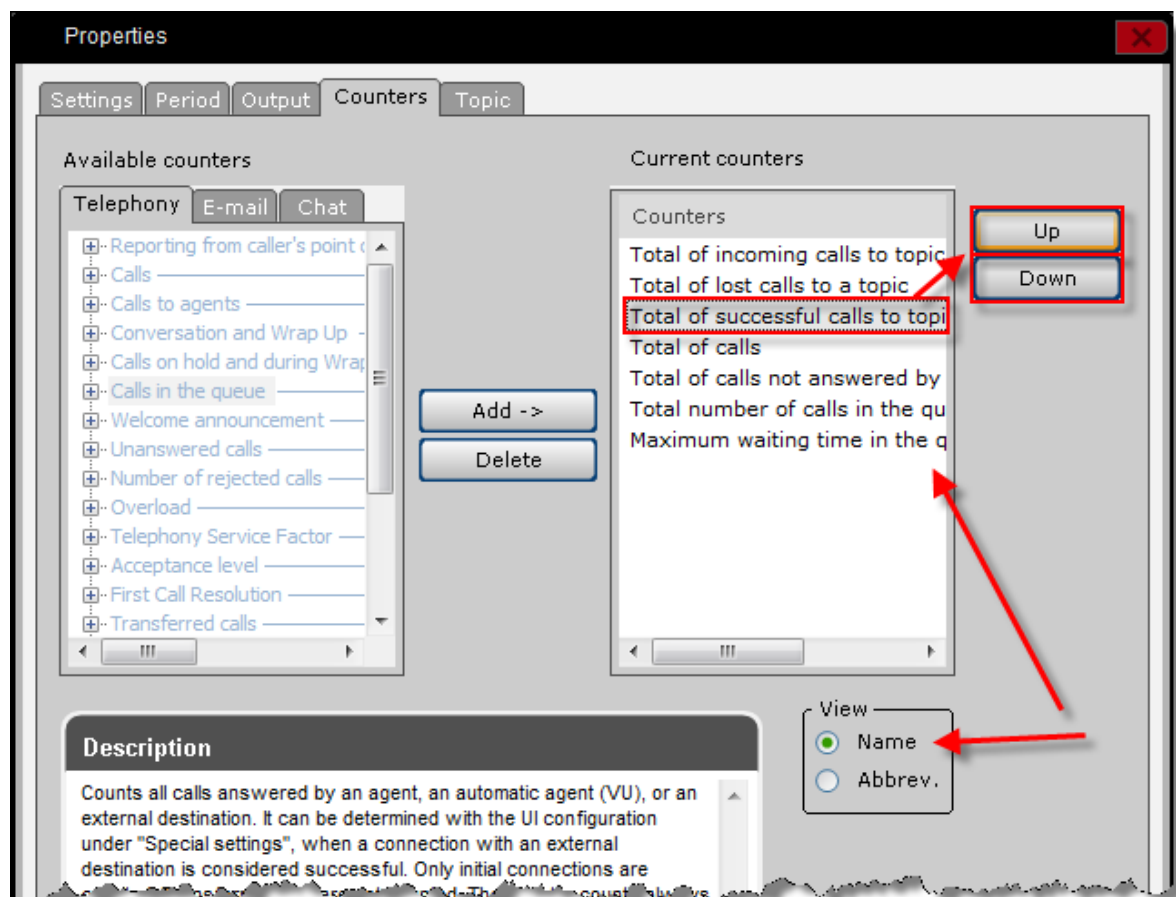 Properties
Settings Period Output Counters Topic
Available counters
Telephony E-mail Chat
Reporting from caller's point
Calls
Calls to agents
Conversation and Wrap Up
Calls on hold and during Wrap
Calls in the queue
Welcome announcement
Unanswered calls
Number of rejected calls
Overload
Telephony Service Factor
Acceptance level
First Call Resolution
Transferred calls
Add ->
Delete
Current counters
Counters
Total of incoming calls to topic
Total of lost calls to a topic
Total of successful calls to topi
Total of calls
Total of calls not answered by
Total number of calls in the qu
Maximum waiting time in the q
Up
Down
View
Name
Abbrev.
Description
Counts all calls answered by an agent, an automatic agent (VU), or an
external destination. It can be determined with the UI configuration
under "Special settings", when a connection with an external
destination is considered successful. Only initial connections are